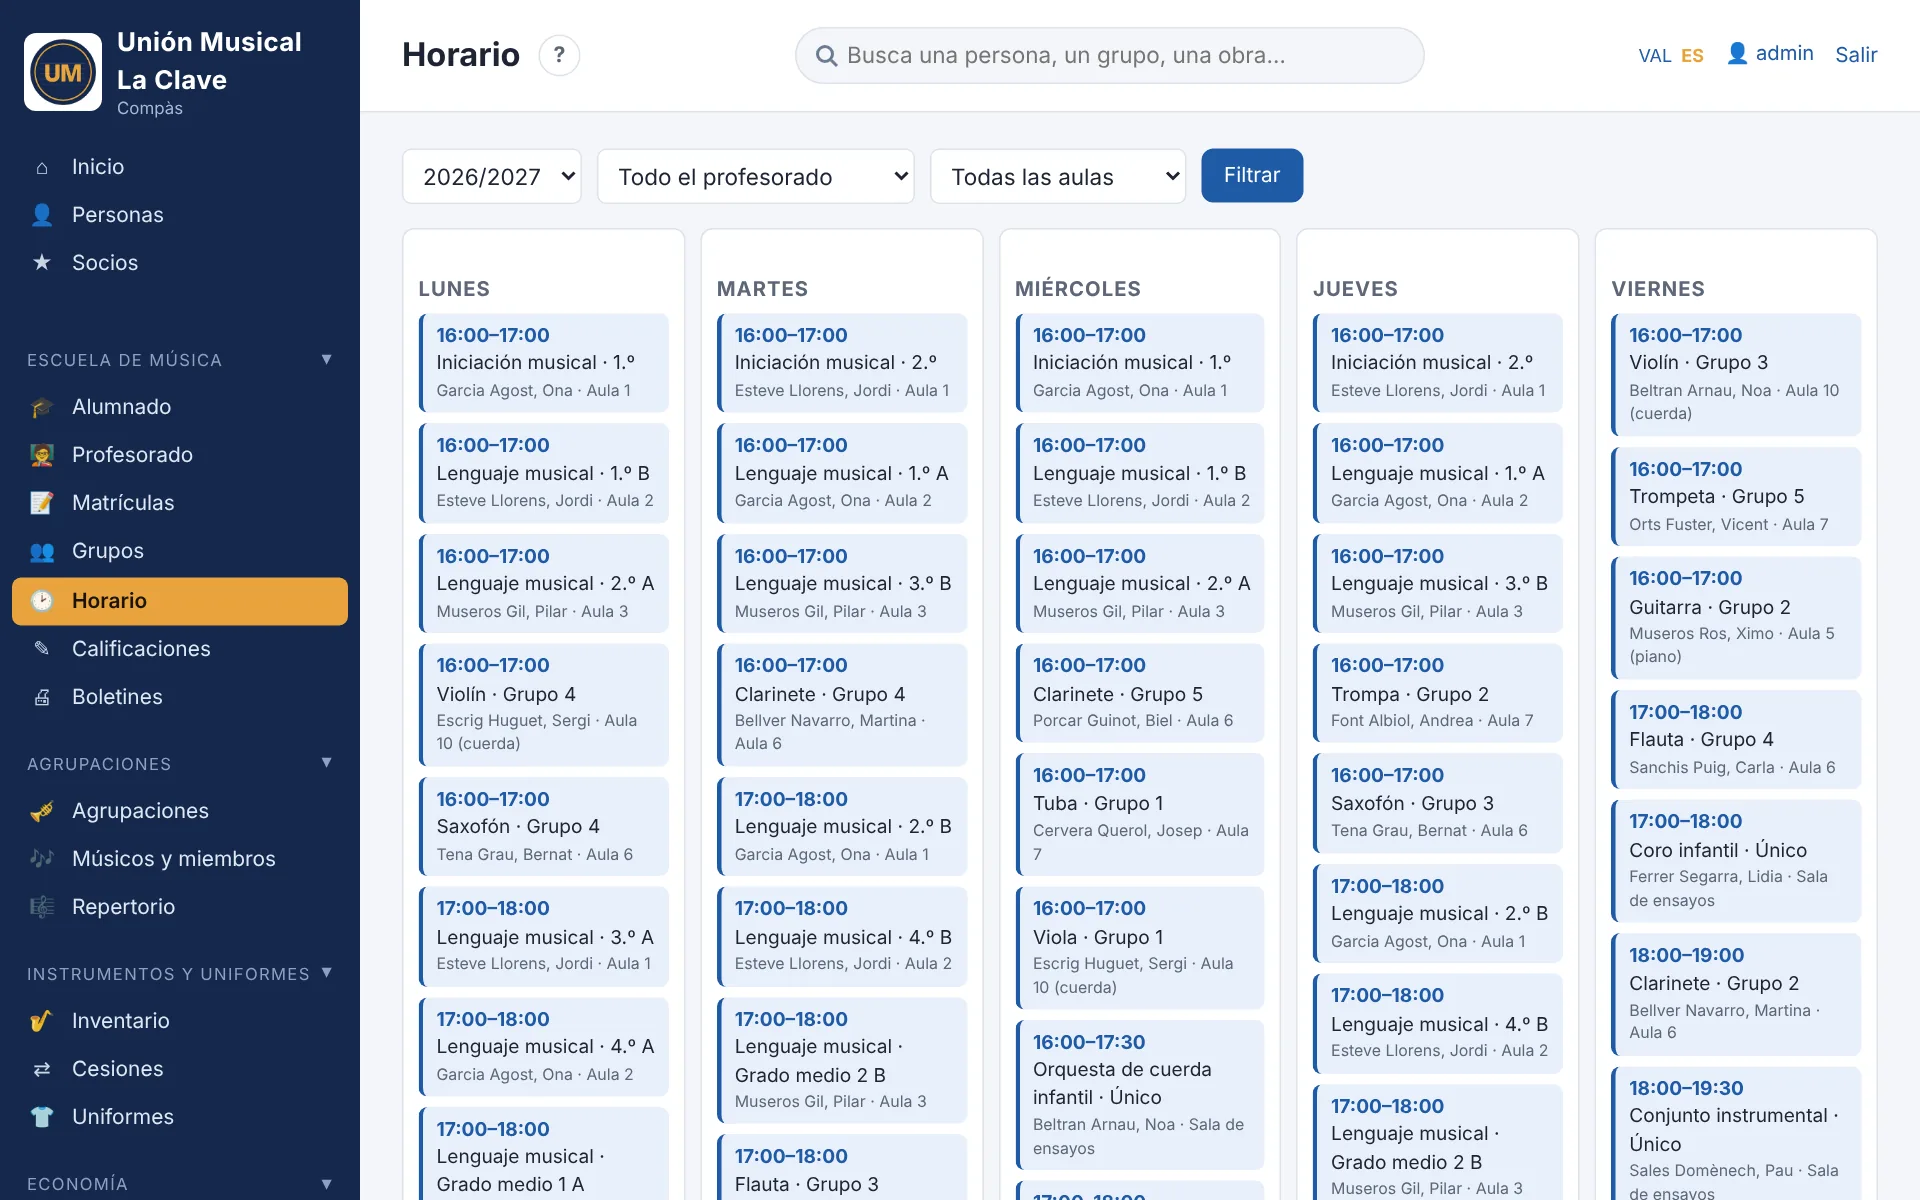 UM
Unión Musical
La Clave
Compàs
Inicio
Personas
Socios
ESCUELA DE MÚSICA
Alumnado
Profesorado
Matrículas
Grupos
Horario
Calificaciones
Boletines
AGRUPACIONES
Agrupaciones
Músicos y miembros
Repertorio
INSTRUMENTOS Y UNIFORMES
Inventario
Cesiones
Uniformes
ECONOMÍA
Horario
?
Busca una persona, un grupo, una obra...
VAL ES
admin
Salir
2026/2027
Todo el profesorado
Todas las aulas
Filtrar
LUNES
16:00–17:00
Iniciación musical · 1.º
Garcia Agost, Ona · Aula 1
16:00–17:00
Lenguaje musical · 1.º B
Esteve Llorens, Jordi · Aula 2
16:00–17:00
Lenguaje musical · 2.º A
Museros Gil, Pilar · Aula 3
16:00–17:00
Violín · Grupo 4
Escrig Huguet, Sergi · Aula
10 (cuerda)
16:00–17:00
Saxofón · Grupo 4
Tena Grau, Bernat · Aula 6
17:00–18:00
Lenguaje musical · 3.º A
Esteve Llorens, Jordi · Aula 1
17:00–18:00
Lenguaje musical · 4.º A
Garcia Agost, Ona · Aula 2
17:00–18:00
Lenguaje musical ·
Grado medio 1 A
MARTES
16:00–17:00
Iniciación musical · 2.º
Esteve Llorens, Jordi · Aula 1
16:00–17:00
Lenguaje musical · 1.º A
Garcia Agost, Ona · Aula 2
16:00–17:00
Lenguaje musical · 3.º B
Museros Gil, Pilar · Aula 3
16:00–17:00
Clarinete · Grupo 4
Bellver Navarro, Martina ·
Aula 6
17:00–18:00
Lenguaje musical · 2.º B
Garcia Agost, Ona · Aula 1
17:00–18:00
Lenguaje musical · 4.º B
Esteve Llorens, Jordi · Aula 2
17:00–18:00
Lenguaje musical ·
Grado medio 2 B
Museros Gil, Pilar · Aula 3
17:00–18:00
Flauta · Grupo 3
MIÉRCOLES
16:00–17:00
Iniciación musical · 1.º
Garcia Agost, Ona · Aula 1
16:00–17:00
Lenguaje musical · 1.º B
Esteve Llorens, Jordi · Aula 2
16:00–17:00
Lenguaje musical · 2.º A
Museros Gil, Pilar · Aula 3
16:00–17:00
Clarinete · Grupo 5
Porcar Guinot, Biel · Aula 6
16:00–17:00
Tuba · Grupo 1
Cervera Querol, Josep · Aula
7
16:00–17:00
Viola · Grupo 1
Escrig Huguet, Sergi · Aula
10 (cuerda)
16:00–17:30
Orquesta de cuerda
infantil · Único
Beltran Arnau, Noa · Sala de
ensayos
17:00–18:00
JUEVES
16:00–17:00
Iniciación musical · 2.º
Esteve Llorens, Jordi · Aula 1
16:00–17:00
Lenguaje musical · 1.º A
Garcia Agost, Ona · Aula 2
16:00–17:00
Lenguaje musical · 3.º B
Museros Gil, Pilar · Aula 3
16:00–17:00
Trompa · Grupo 2
Font Albiol, Andrea · Aula 7
16:00–17:00
Saxofón · Grupo 3
Tena Grau, Bernat · Aula 6
17:00–18:00
Lenguaje musical · 2.º B
Garcia Agost, Ona · Aula 1
17:00–18:00
Lenguaje musical · 4.º B
Esteve Llorens, Jordi · Aula 2
17:00–18:00
Lenguaje musical ·
Grado medio 2 B
Museros Gil, Pilar · Aula 3
VIERNES
16:00–17:00
Violín · Grupo 3
Beltran Arnau, Noa · Aula 10
(cuerda)
16:00–17:00
Trompeta · Grupo 5
Orts Fuster, Vicent · Aula 7
16:00–17:00
Guitarra · Grupo 2
Museros Ros, Ximo · Aula 5
(piano)
17:00–18:00
Flauta · Grupo 4
Sanchis Puig, Carla · Aula 6
17:00–18:00
Coro infantil · Único
Ferrer Segarra, Lidia · Sala
de ensayos
18:00–19:00
Clarinete · Grupo 2
Bellver Navarro, Martina ·
Aula 6
18:00–19:30
Conjunto instrumental ·
Único
Sales Domènech, Pau · Sala
de ensayos